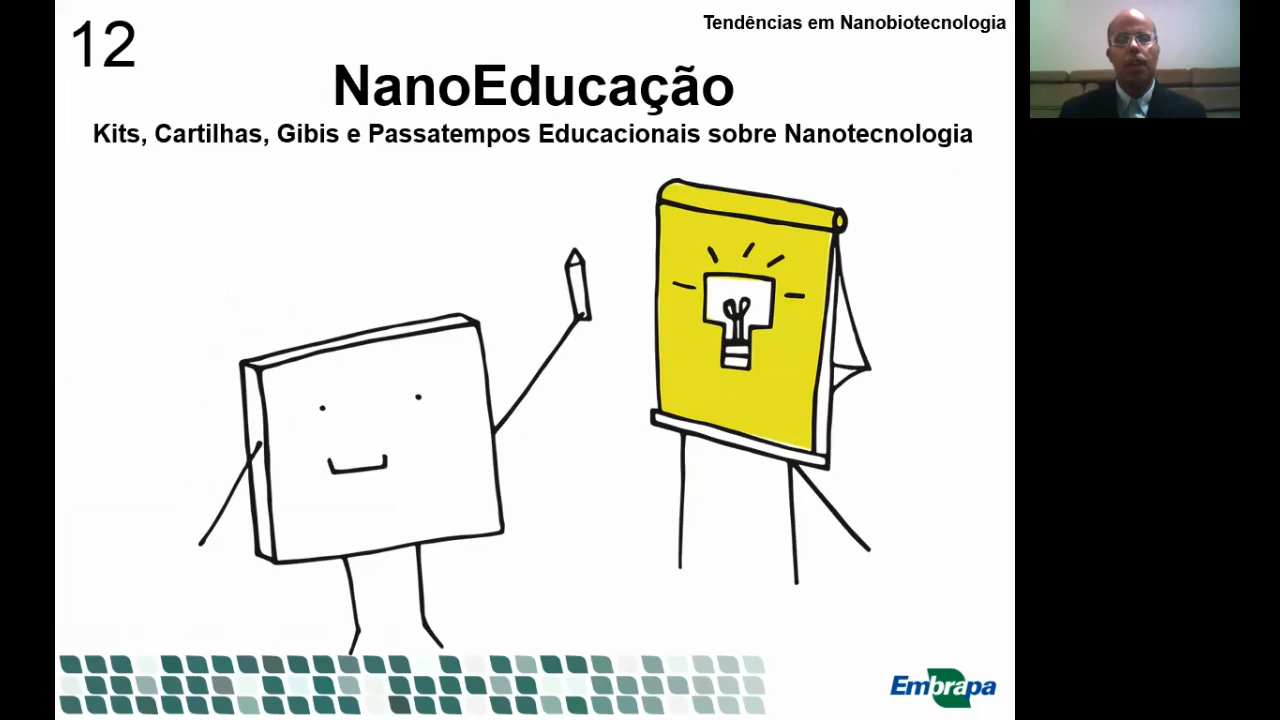 12
Tendências em Nanobiotecnologia
NanoEducação
Kits, Cartilhas, Gibis e Passatempos Educacionais sobre Nanotecnologia
Embrapa